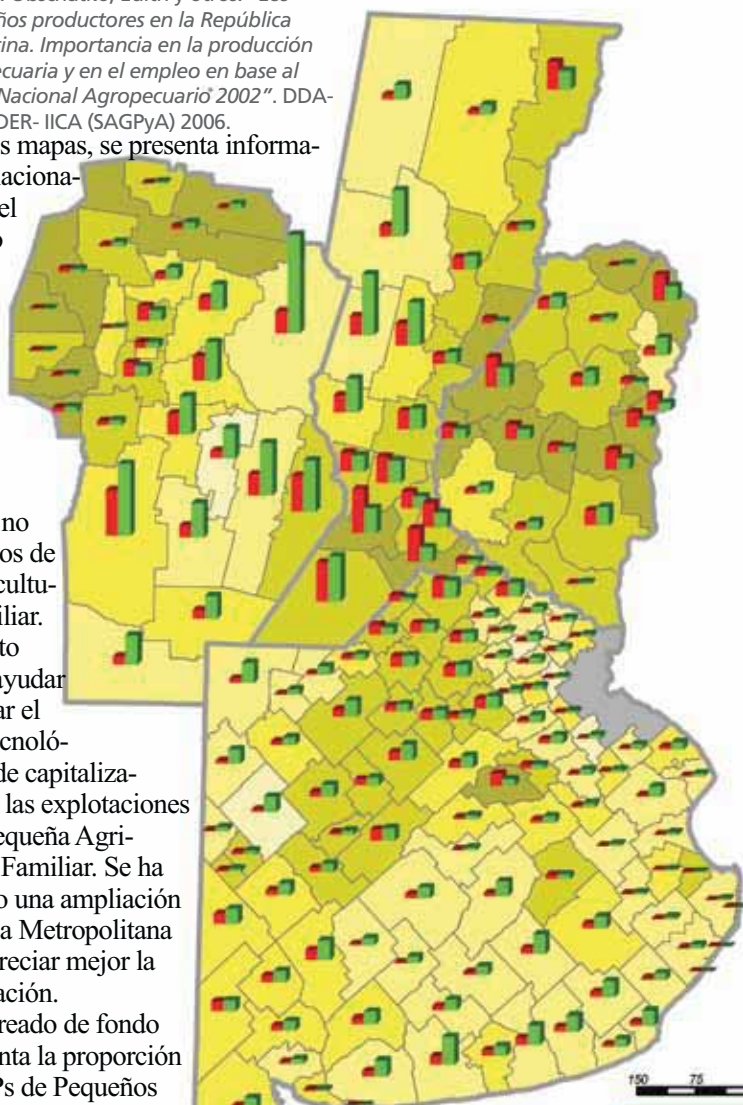 Obschatko, Edith y otros. "Los
ños productores en la República
tina. Importancia en la producción
ecuaria y en el empleo en base al
Nacional Agropecuario 2002". DDA-
DER- IICA (SAGPyA) 2006.
s mapas, se presenta informa-
naciona-
el
no
os de
cultu-
iliar.
to
ayudar
ar el
ecnoló-
de capitaliza-
las explotaciones
equeña Agri-
Familiar. Se ha
o una ampliación
a Metropolitana
reciar mejor la
ación.
reado de fondo
nta la proporción
Ps de Pequeños
150 75